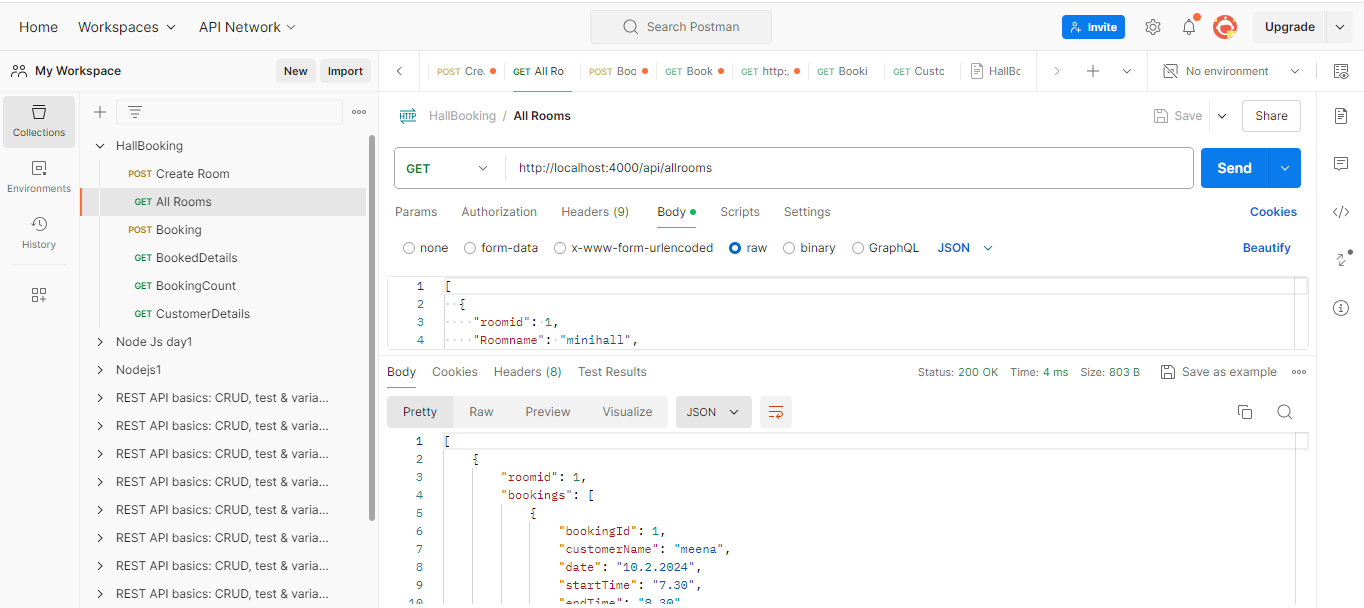 Home Workspaces API Network Search Postman Invite Upgrade
My Workspace New Import
POST Cre GET All Ro POST Boo GET Book GET http:, GET Booki GET Custo HallBc No environment
Collections
Environments
History
HallBooking
POST Create Room
GET All Rooms
POST Booking
GET BookedDetails
GET BookingCount
GET CustomerDetails
Node Js day1
Nodejs1
REST API basics: CRUD, test & varia...
REST API basics: CRUD, test & varia...
REST API basics: CRUD, test & varia...
REST API basics: CRUD, test & varia...
REST API basics: CRUD, test & varia...
REST API basics: CRUD, test & varia...
REST API basics: CRUD, test & varia...
REST API basics: CRUD, test & varia...
HTTP HallBooking / All Rooms Save Share
GET http://localhost:4000/api/allrooms Send
Params Authorization Headers (9) Body Scripts Settings Cookies
none form-data x-www-form-urlencoded raw binary GraphQL JSON Beautify
1 [
2 {
3 "roomid": 1,
4 "Roomname": "minihall",
Body Cookies Headers (8) Test Results Status: 200 OK Time: 4 ms Size: 803 B Save as example
Pretty Raw Preview Visualize JSON
1 [
2 {
3 "roomid": 1,
4 "bookings": [
5 {
6 "bookingId": 1,
7 "customerName": "meena",
8 "date": "10.2.2024",
9 "startTime": "7.30",
10 "endTime": "8.30"